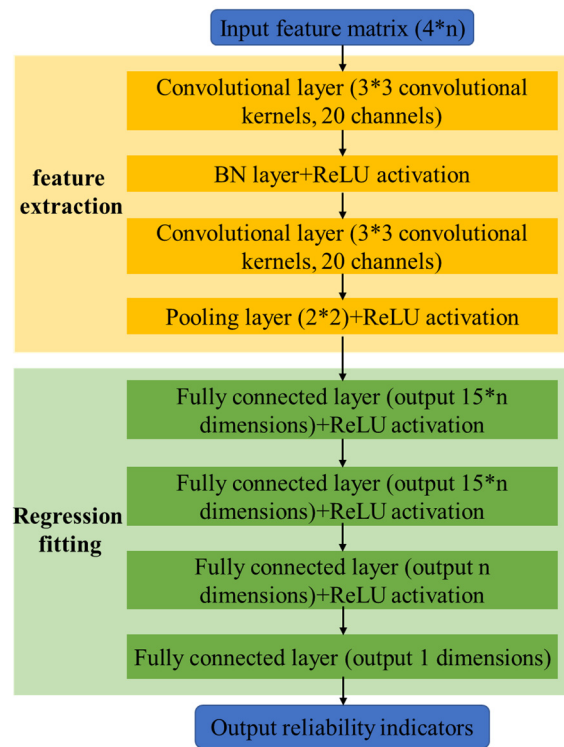 Input feature matrix (4*n)
feature
extraction
Convolutional layer (3*3 convolutional
kernels, 20 channels)
BN layer+ReLU activation
Convolutional layer (3*3 convolutional
kernels, 20 channels)
Pooling layer (2*2)+ReLU activation
Regression
fitting
Fully connected layer (output 15*n
dimensions)+ReLU activation
Fully connected layer (output 15*n
dimensions)+ReLU activation
Fully connected layer (output n
dimensions)+ReLU activation
Fully connected layer (output 1 dimensions)
Output reliability indicators